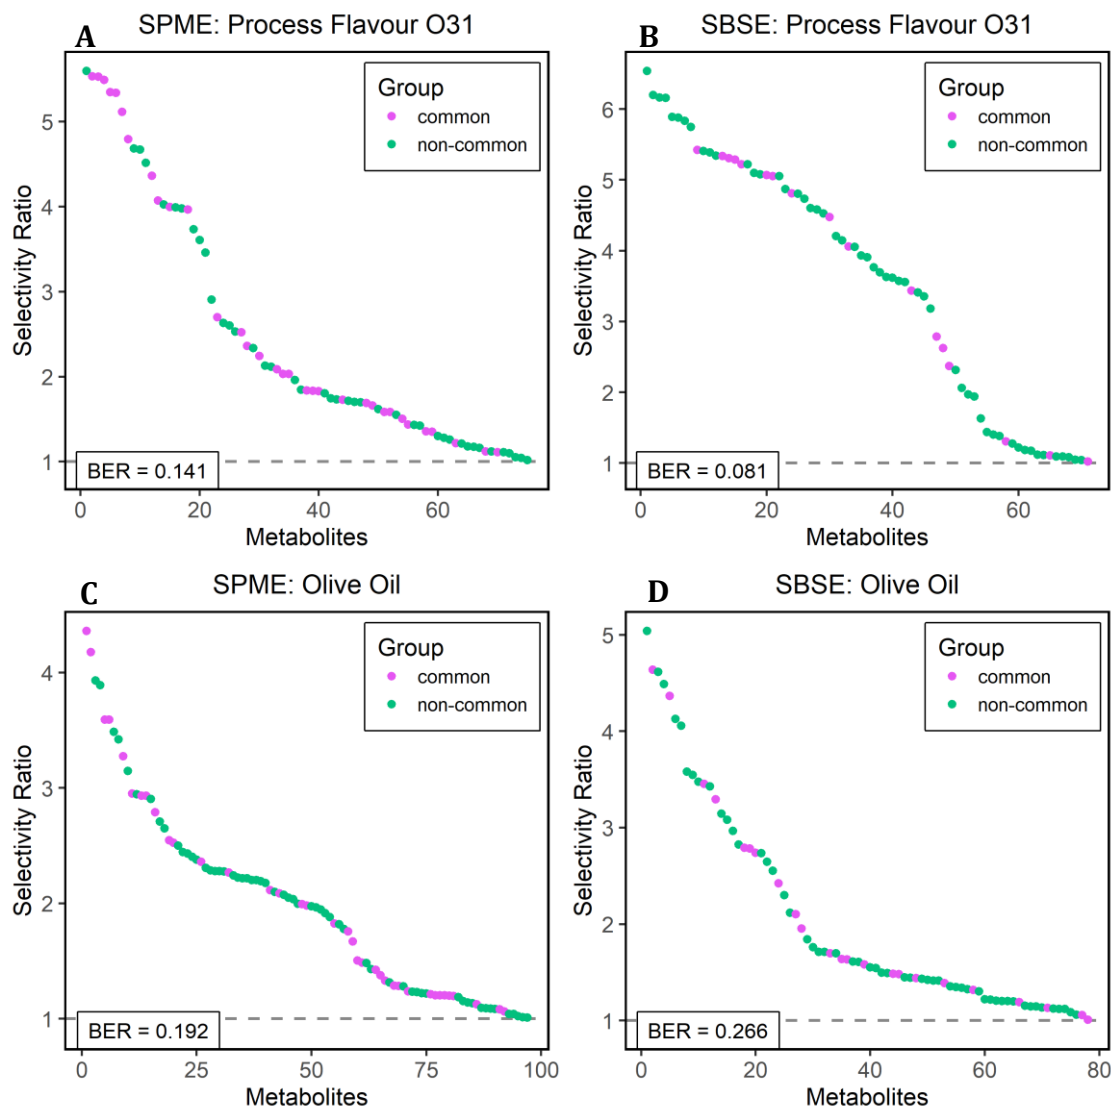 A SPME: Process Flavour O31
Selectivity Ratio
5
4
3
2
1
Group
common
non-common
BER = 0.141
0 20 40 60
Metabolites
B SBSE: Process Flavour O31
Selectivity Ratio
6
5
4
3
2
1
Group
common
non-common
BER = 0.081
0 20 40 60
Metabolites
C SPME: Olive Oil
Selectivity Ratio
4
3
2
1
Group
common
non-common
BER = 0.192
0 25 50 75 100
Metabolites
D SBSE: Olive Oil
Selectivity Ratio
5
4
3
2
1
Group
common
non-common
BER = 0.266
0 20 40 60 80
Metabolites